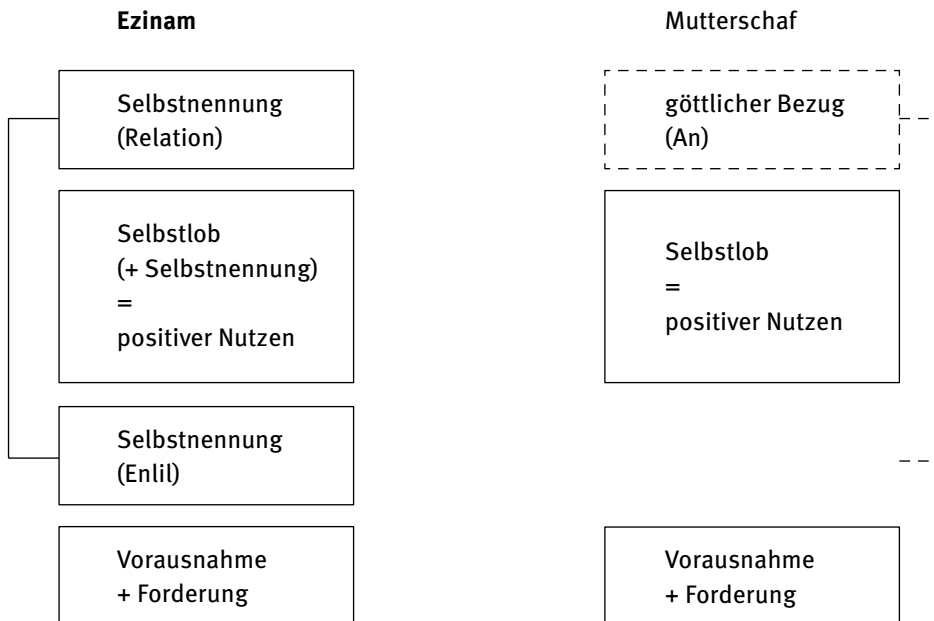 Ezinam
Selbstnennung
(Relation)
Selbstlob
(+ Selbstnennung)
=
positiver Nutzen
Selbstnennung
(Enlil)
Vorausnahme
+ Forderung
Mutterschaf
göttlicher Bezug
(An)
Selbstlob
=
positiver Nutzen
Vorausnahme
+ Forderung